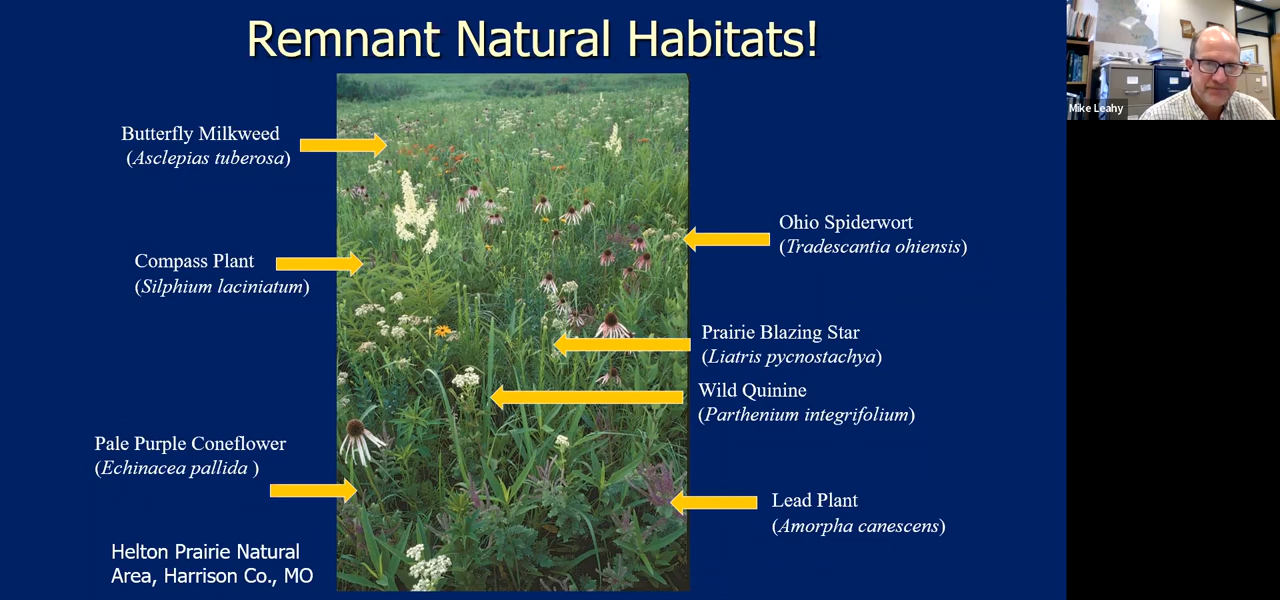 Remnant Natural Habitats!
Mike Leahy
Butterfly Milkweed
(Asclepias tuberosa)
Ohio Spiderwort
(Tradescantia ohiensis)
Compass Plant
(Silphium laciniatum)
Prairie Blazing Star
(Liatris pycnostachya)
Wild Quinine
(Parthenium integrifolium)
Pale Purple Coneflower
(Echinacea pallida )
Lead Plant
(Amorpha canescens)
Helton Prairie Natural
Area, Harrison Co., MO